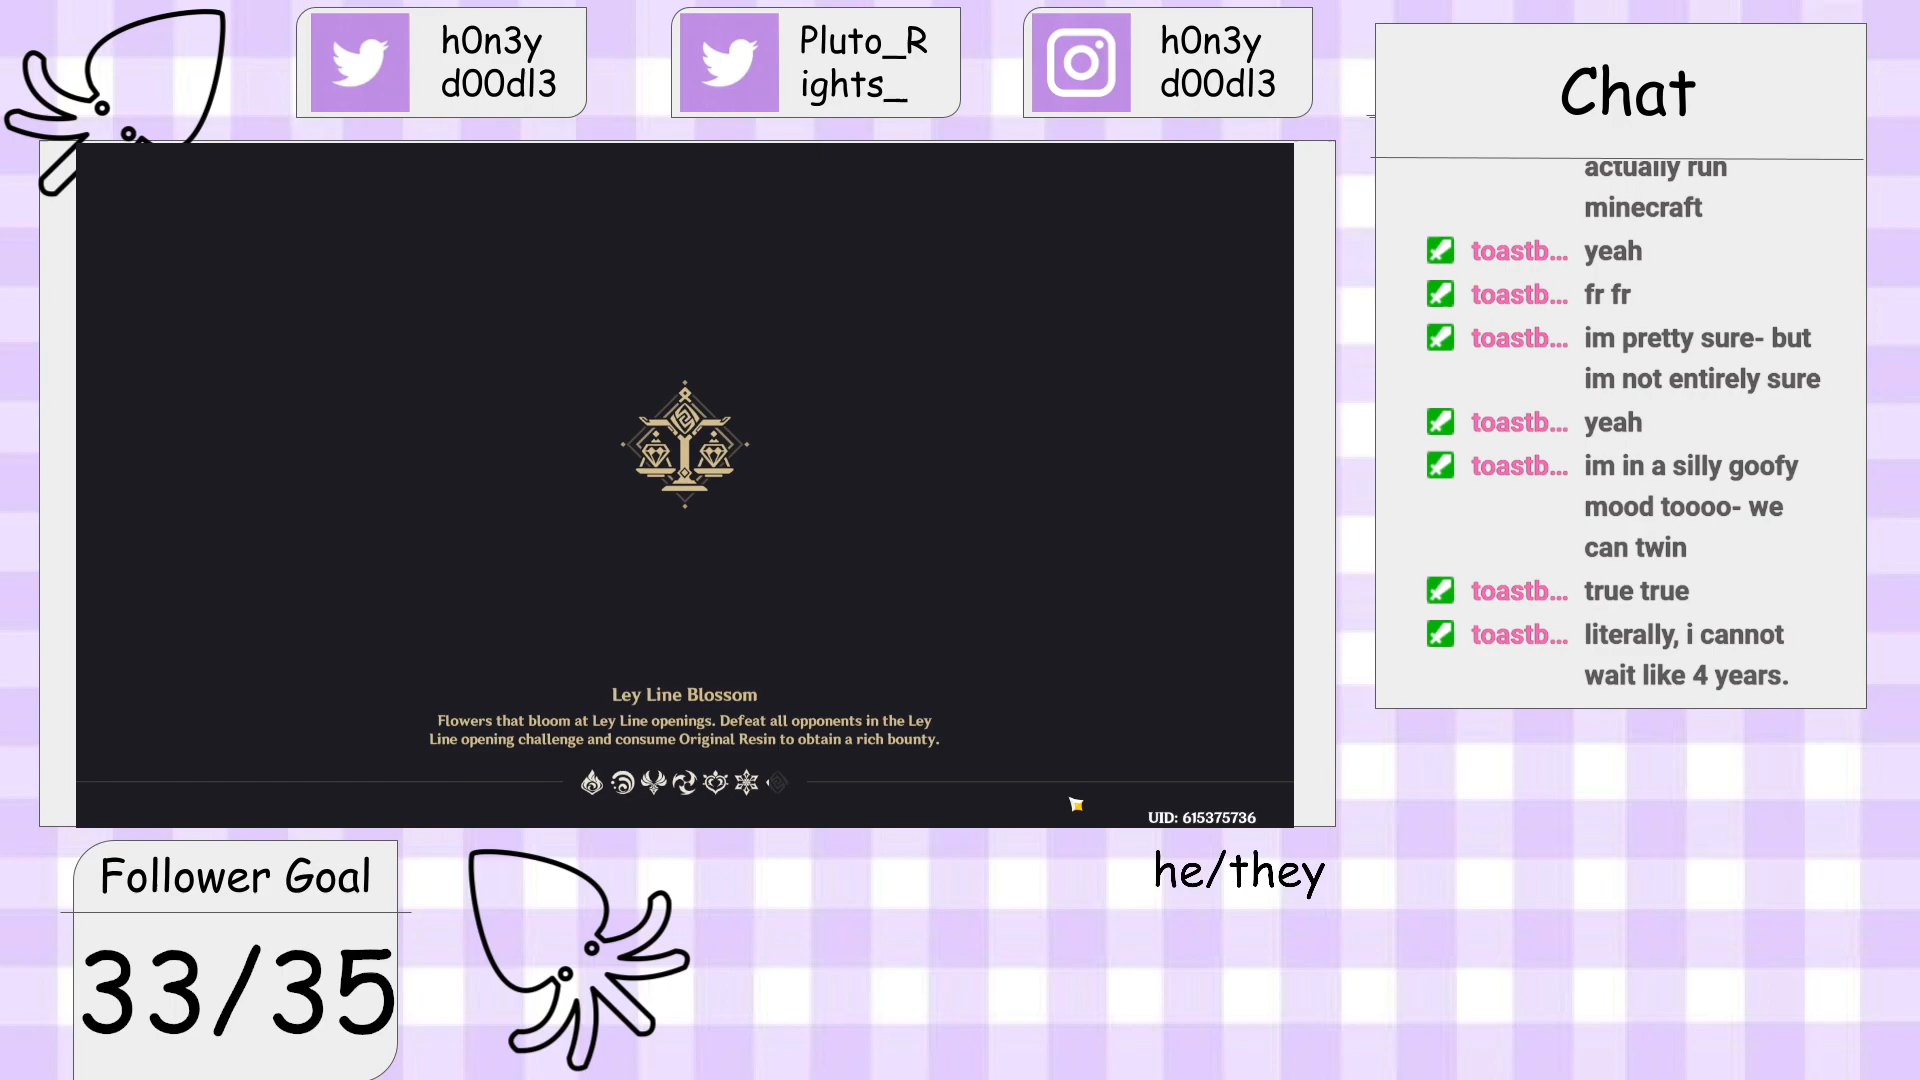 h0n3y
d00dl3
Pluto_R
ights_
h0n3y
d00dl3
Chat
actually run
minecraft
toastb... yeah
toastb... fr fr
toastb... im pretty sure- but
im not entirely sure
toastb... yeah
toastb... im in a silly goofy
mood toooo- we
can twin
toastb... true true
toastb... literally, i cannot
wait like 4 years.
Ley Line Blossom
Flowers that bloom at Ley Line openings. Defeat all opponents in the Ley
Line opening challenge and consume Original Resin to obtain a rich bounty.
UID: 615375736
he/they
Follower Goal
33/35